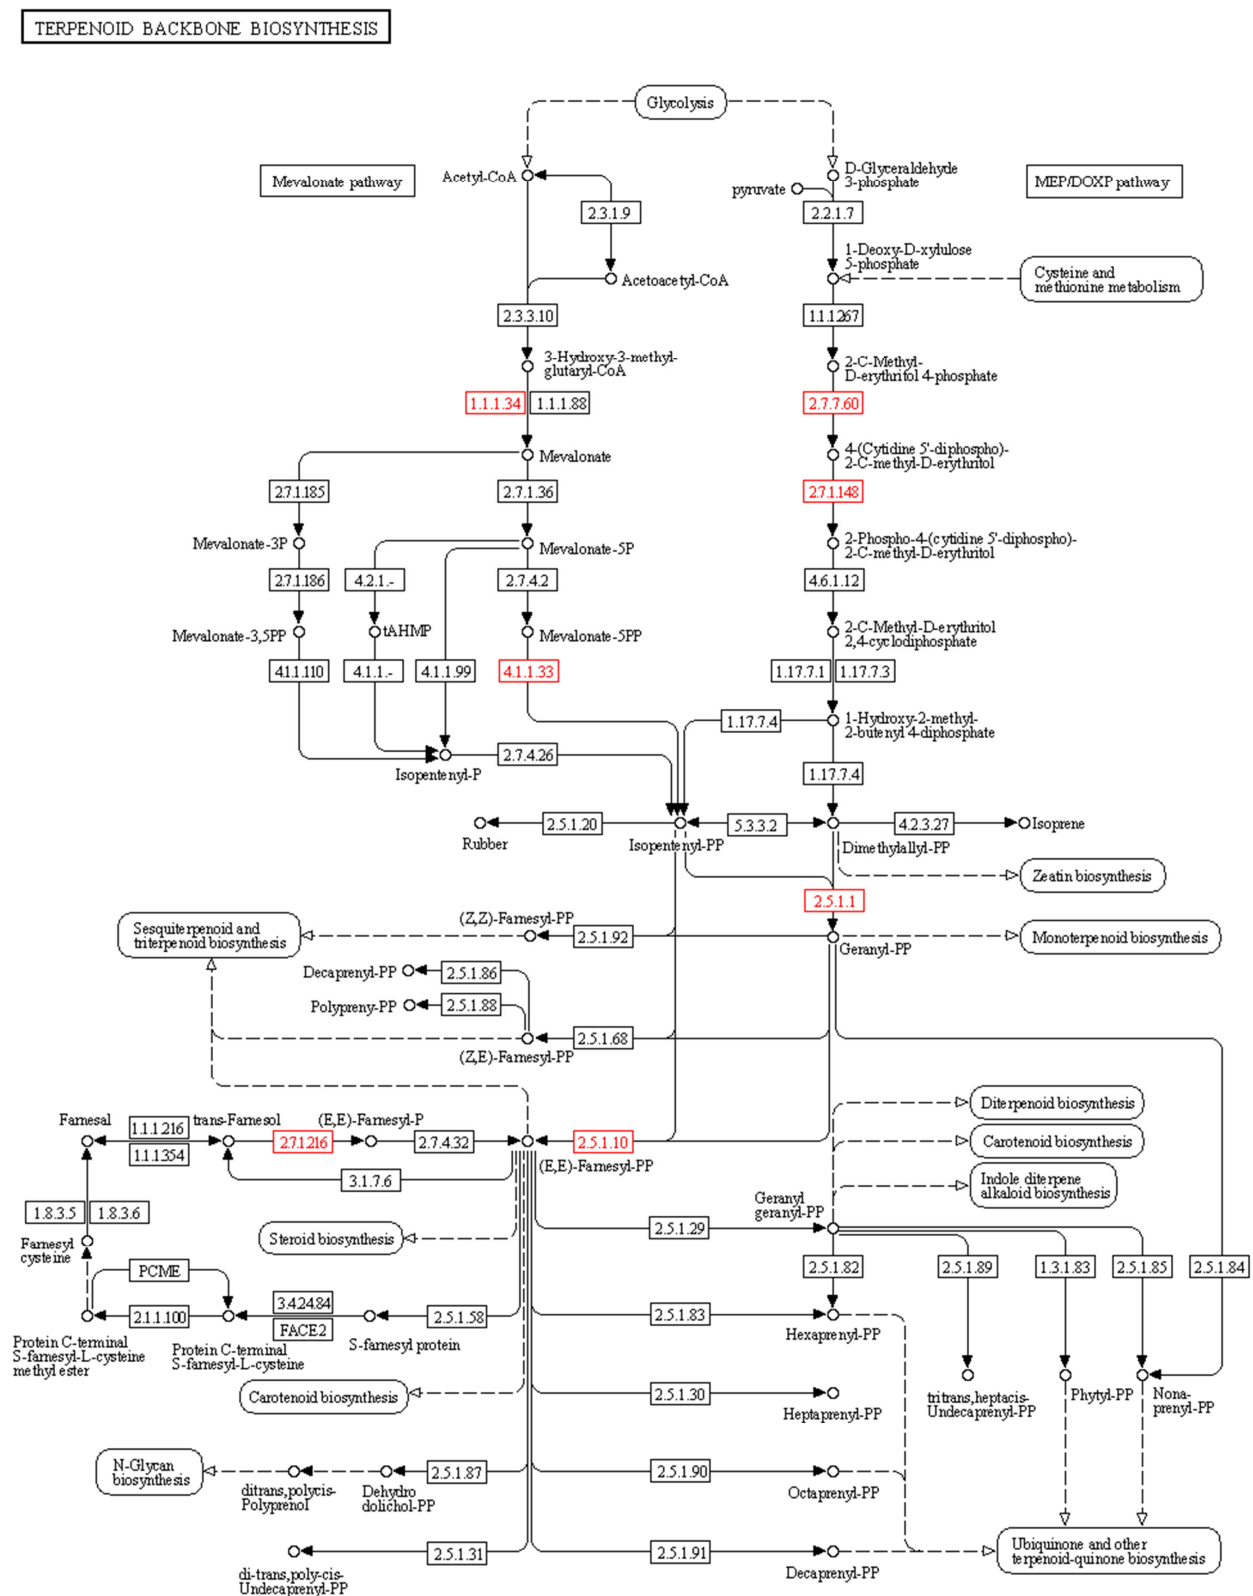 TERPENOID BACKBONE BIOSYNTHESIS
Glycolysis
Mevalonate pathway
Acetyl-CoA
D-Glyceraldehyde
3-phosphate
pyruvate
MEP/DOXP pathway
2.3.1.9
2.2.1.7
1-Deoxy-D-xylulose
5-phosphate
Acetoacetyl-CoA
Cysteine and
methionine metabolism
2.3.3.10
1.1.1.267
3-Hydroxy-3-methyl-
glutaryl-CoA
2-C-Methyl-
D-erythritol 4-phosphate
1.1.1.34
1.1.1.88
2.7.7.60
Mevalonate
4-(Cytidine 5'-diphospho)-
2-C-methyl-D-erythritol
2.7.1.185
2.7.1.36
2.7.1.148
Mevalonate-3P
Mevalonate-5P
2-Phospho-4-(cytidine 5'-diphospho)-
2-C-methyl-D-erythritol
2.7.1.186
4.2.1.-
2.7.4.2
4.6.1.12
Mevalonate-3,5PP
tAHMP
Mevalonate-5PP
2-C-Methyl-D-erythritol
2,4-cyclodiphosphate
4.1.1.110
4.1.1.-
4.1.1.99
4.1.1.33
1.17.7.1
1.17.7.3
1.17.7.4
1-Hydroxy-2-methyl-
2-butenyl 4-diphosphate
2.7.4.26
Isopentenyl-P
1.17.7.4
2.5.1.20
5.3.3.2
4.2.3.27
Isoprene
Rubber
Isopentenyl-PP
Dimethylallyl-PP
Zeatin biosynthesis
2.5.1.1
Sesquiterpenoid and
triterpenoid biosynthesis
(Z,Z)-Farnesyl-PP
2.5.1.92
Geranyl-PP
Monoterpenoid biosynthesis
Decaprenyl-PP
2.5.1.86
Polypreny-PP
2.5.1.88
2.5.1.68
(Z,E)-Farnesyl-PP
Diterpenoid biosynthesis
Farnesal
1.1.1.216
trans-Farnesol
(E,E)-Farnesyl-P
2.7.1.216
2.7.4.32
2.5.1.10
Carotenoid biosynthesis
1.1.1.354
(E,E)-Farnesyl-PP
3.1.7.6
Indole diterpene
alkaloid biosynthesis
Geranyl
geranyl-PP
1.8.3.5
1.8.3.6
Farnesyl
cysteine
Steroid biosynthesis
2.5.1.29
PCME
2.5.1.82
2.5.1.89
1.3.1.83
2.5.1.85
2.5.1.84
2.1.1.100
3.4.24.84
FACE2
2.5.1.58
2.5.1.83
Protein C-terminal
S-farnesyl-L-cysteine
methyl ester
Protein C-terminal
S-farnesyl-L-cysteine
S-farnesyl protein
Hexaprenyl-PP
Carotenoid biosynthesis
2.5.1.30
Heptaprenyl-PP
tritrans,heptacis-
Undecaprenyl-PP
Phytyl-PP
Nona-
prenyl-PP
N-Glycan
biosynthesis
2.5.1.87
2.5.1.90
ditrans,polycis-
Polyprenol
Dehydro
dolichol-PP
Octaprenyl-PP
2.5.1.31
2.5.1.91
di-trans,poly-cis-
Undecaprenyl-PP
Decaprenyl-PP
Ubiquinone and other
terpenoid-quinone biosynthesis